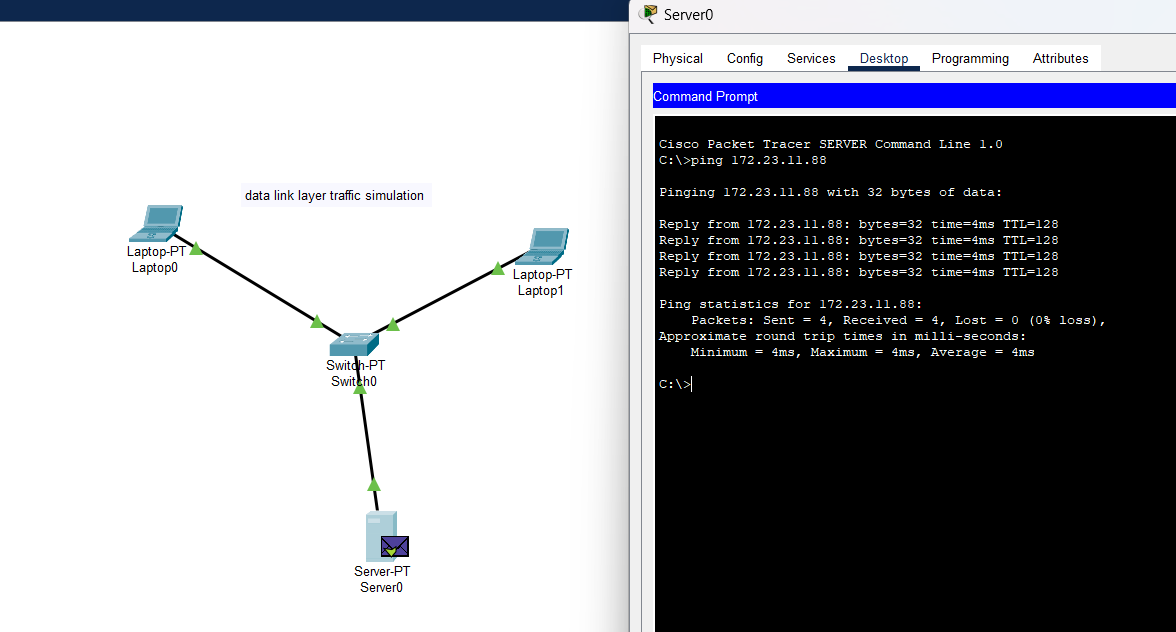 Server0
Physical Config Services Desktop Programming Attributes
Command Prompt
Cisco Packet Tracer SERVER Command Line 1.0
C:\>ping 172.23.11.88
Pinging 172.23.11.88 with 32 bytes of data:
Reply from 172.23.11.88: bytes=32 time=4ms TTL=128
Reply from 172.23.11.88: bytes=32 time=4ms TTL=128
Reply from 172.23.11.88: bytes=32 time=4ms TTL=128
Reply from 172.23.11.88: bytes=32 time=4ms TTL=128
Ping statistics for 172.23.11.88:
Packets: Sent = 4, Received = 4, Lost = 0 (0% loss),
Approximate round trip times in milli-seconds:
Minimum = 4ms, Maximum = 4ms, Average = 4ms
C:\>
data link layer traffic simulation
Laptop-PT
Laptop0
Laptop-PT
Laptop1
Switch-PT
Switch0
Server-PT
Server0